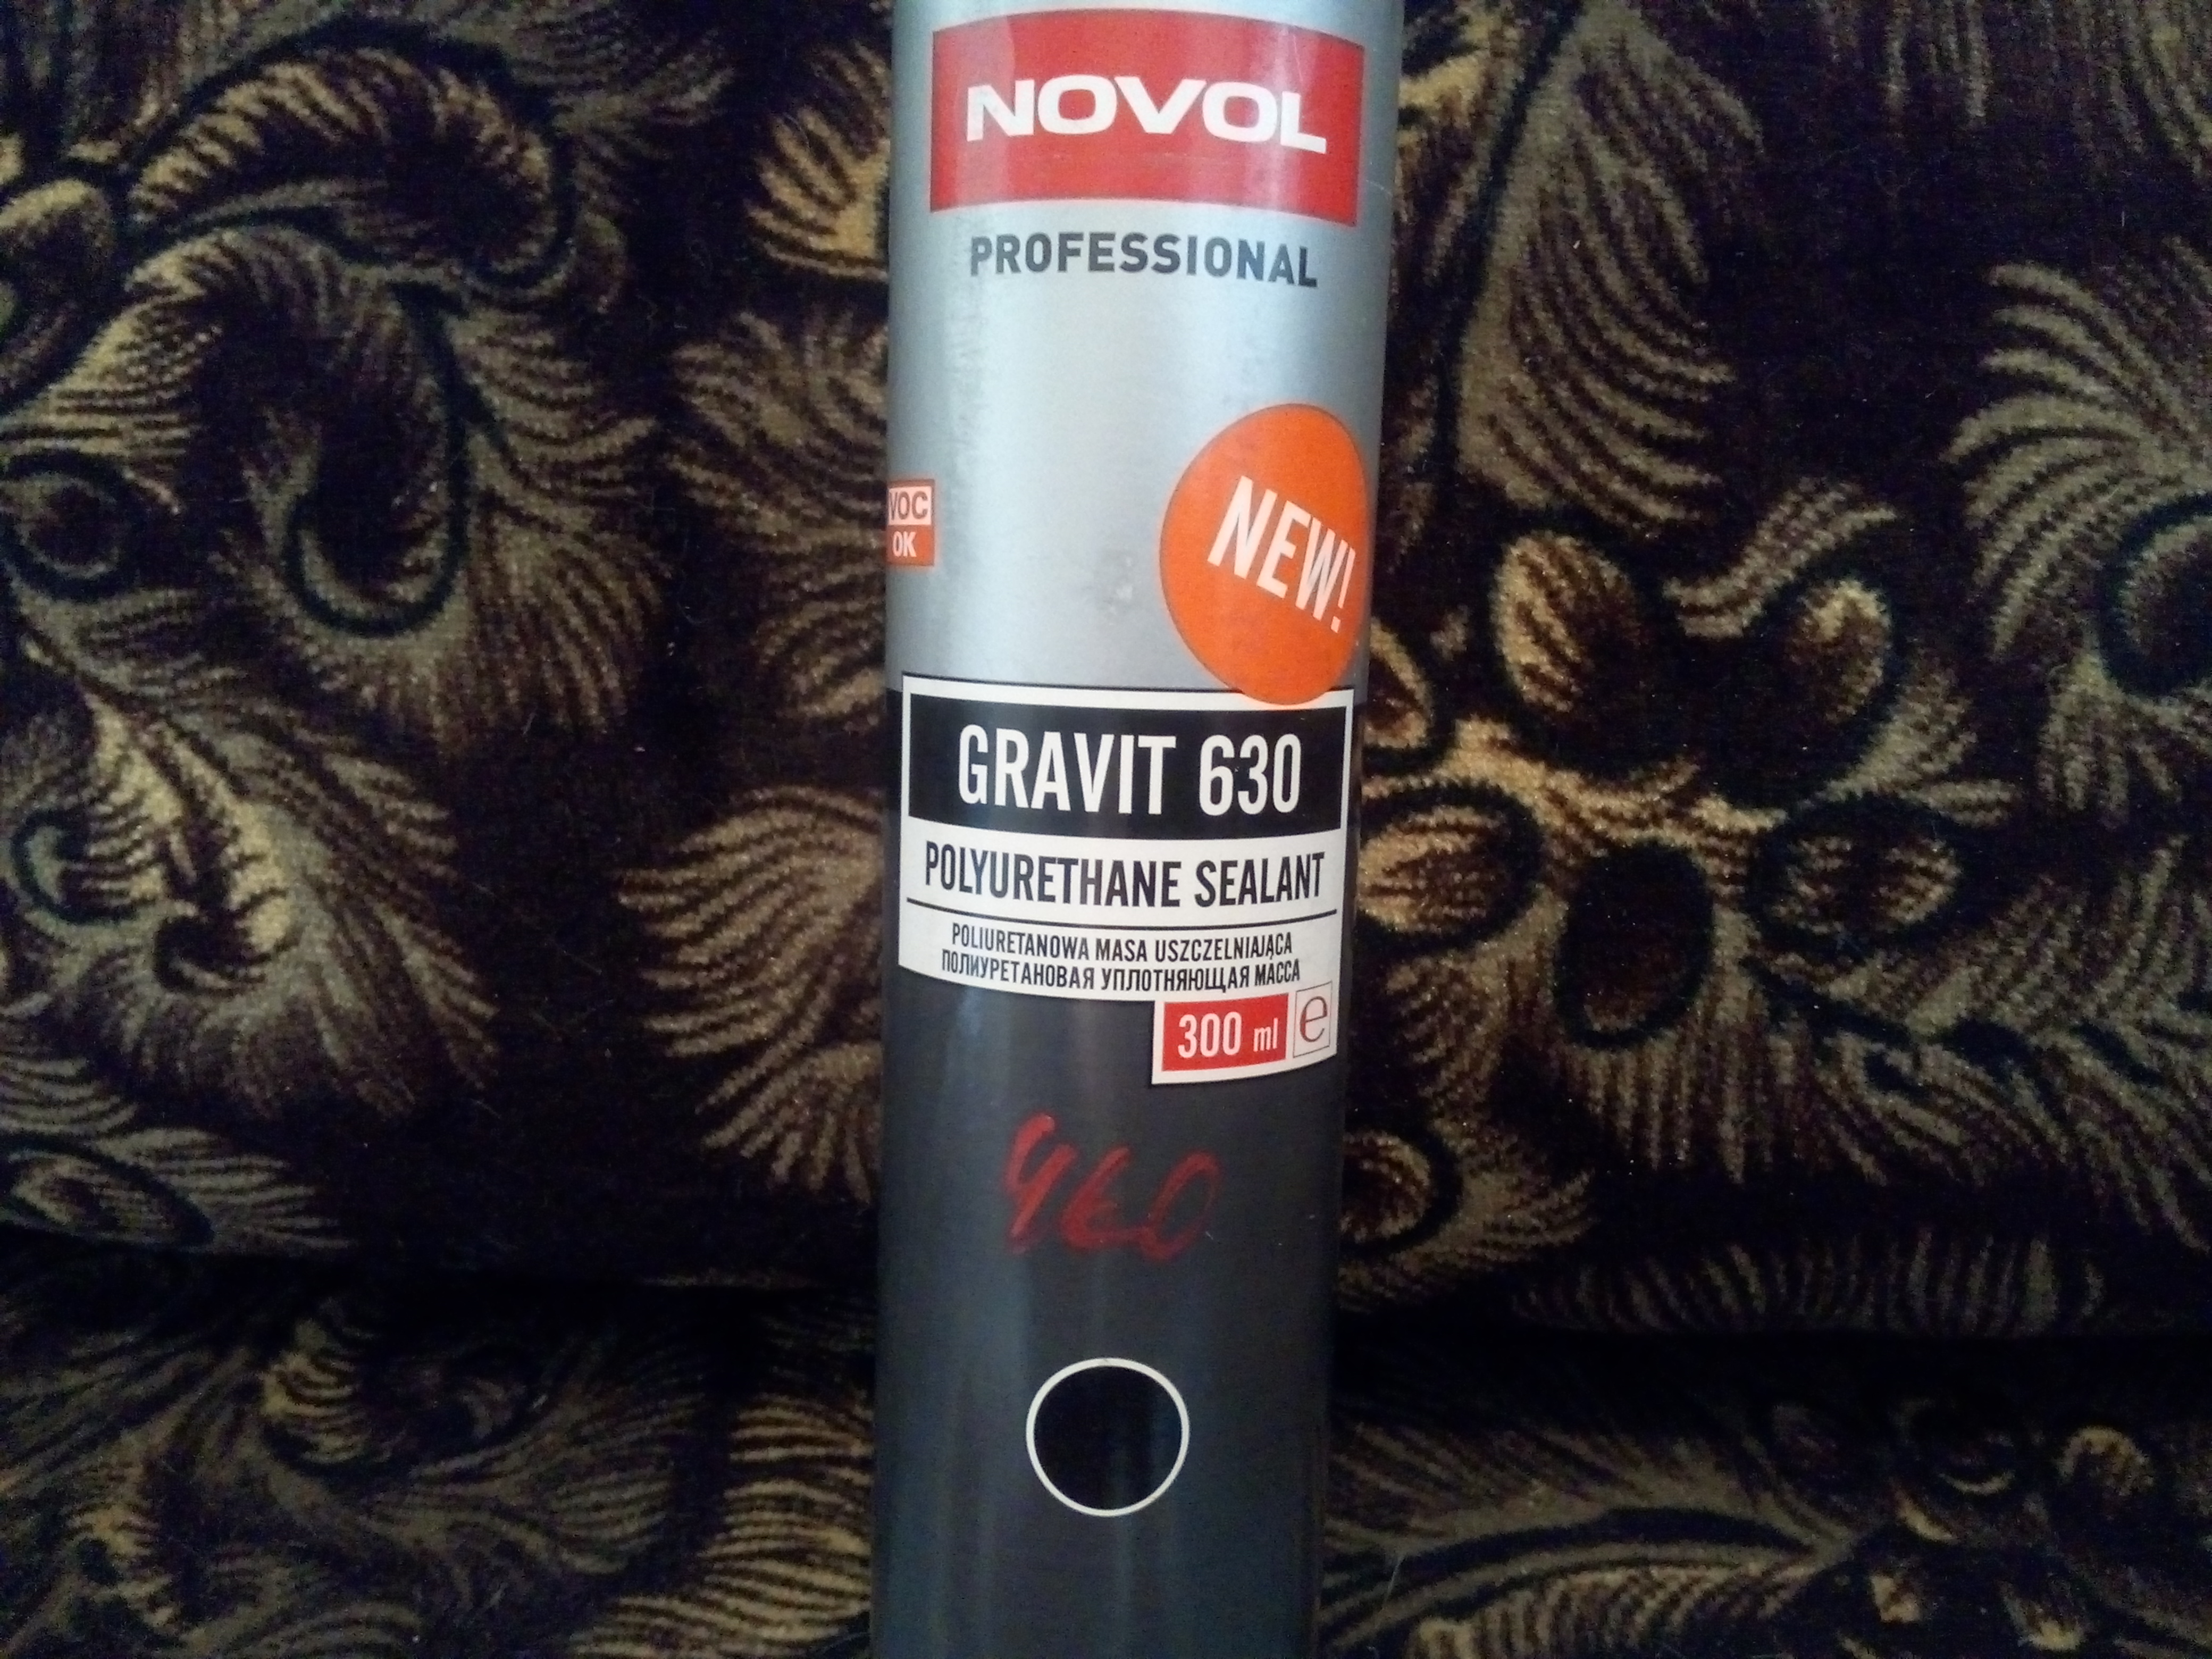 NOVOL
PROFESSIONAL
NEW!
VOC
OK
GRAVIT 630
POLYURETHANE SEALANT
POLIURETANOWA MASA USZCZELNIAJĄCA
ПОЛИУРЕТАНОВАЯ УПЛОТНЯЮЩАЯ МАССА
300 ml e
460